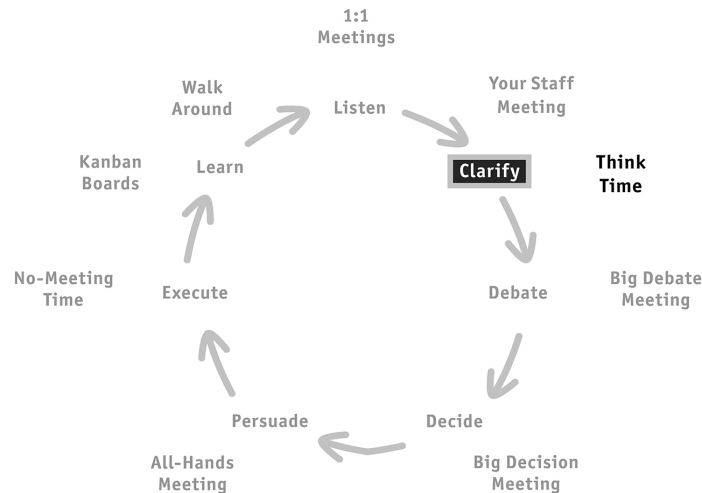 1:1
Meetings
Walk
Around
Your Staff
Meeting
Listen
Kanban
Boards
Learn
Clarify
Think
Time
No-Meeting
Time
Execute
Debate
Big Debate
Meeting
Persuade
Decide
All-Hands
Meeting
Big Decision
Meeting